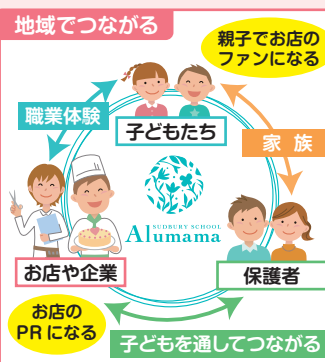 地域でつながる
親子でお店の
ファンになる
職業体験
子どもたち
家 族
SUDBURY SCHOOL
Alumama
お店や企業
保護者
お店の
PRになる
子どもを通してつながる